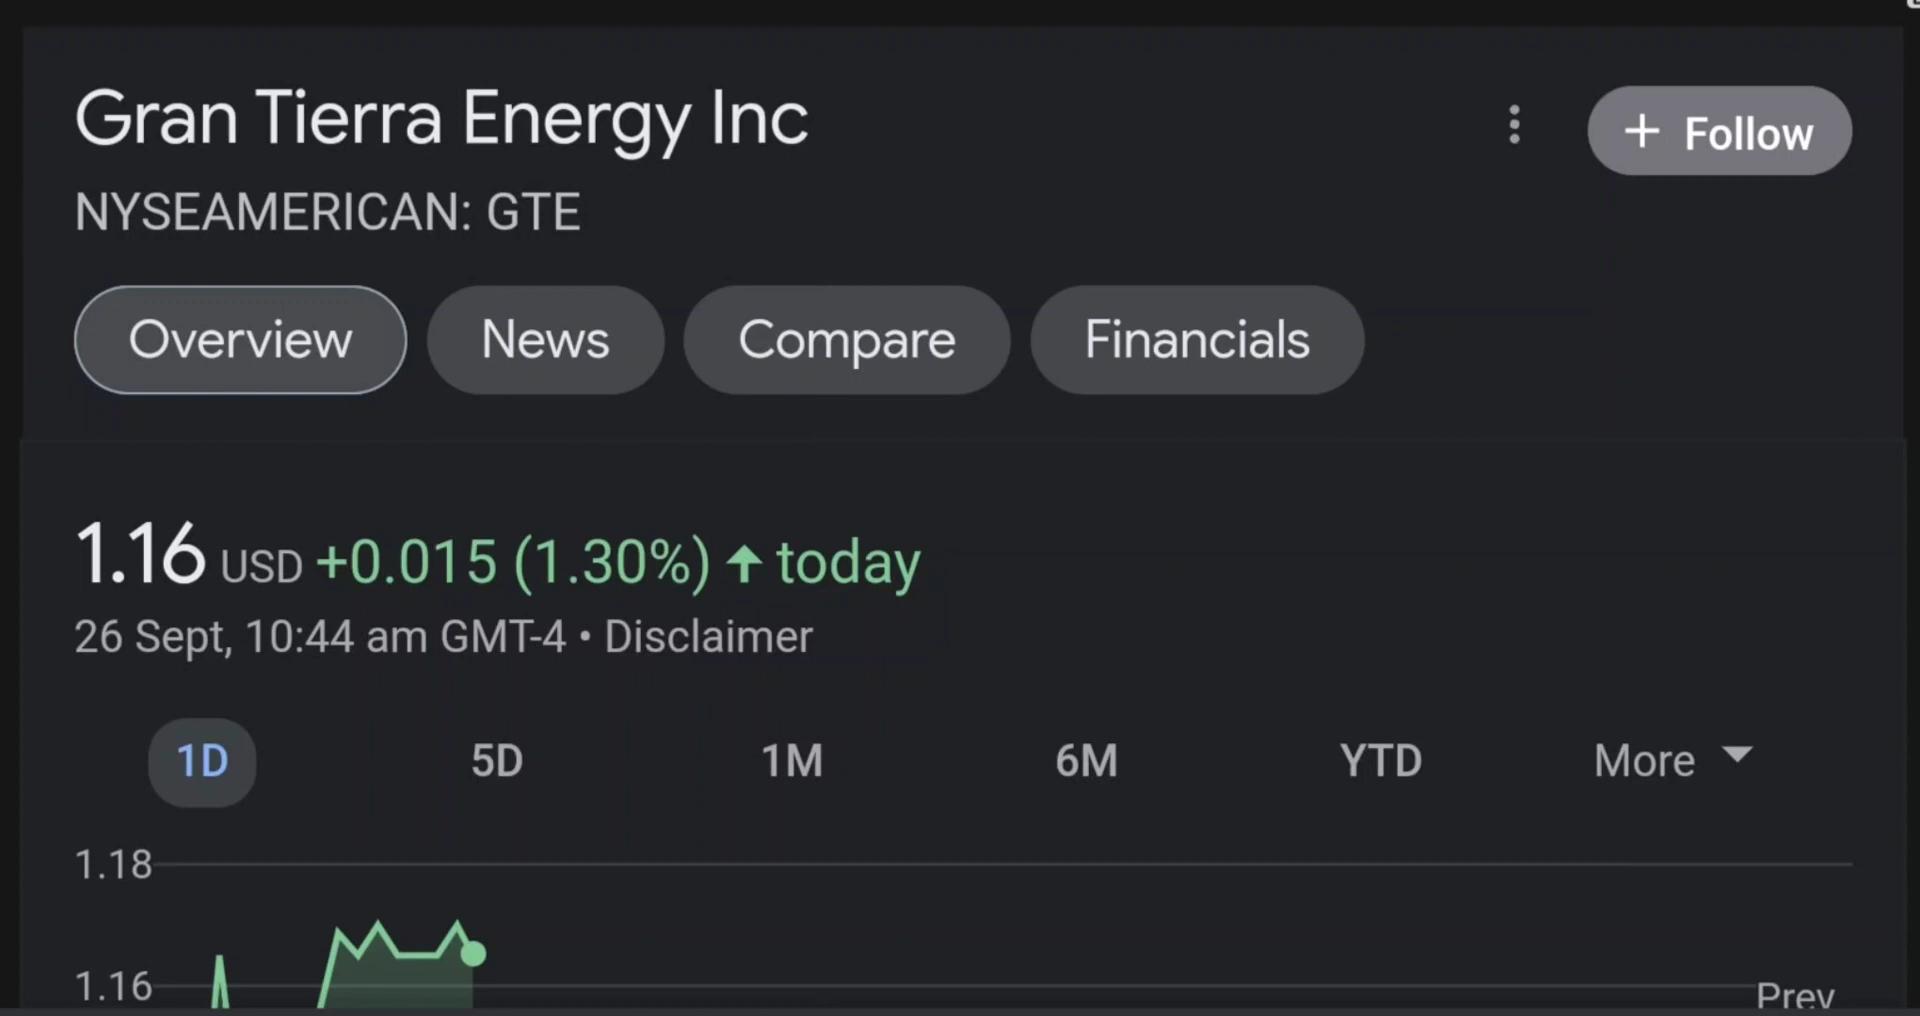 Gran Tierra Energy Inc
+ Follow
NYSEAMERICAN: GTE
Overview News Compare Financials
1.16 USD +0.015 (1.30%) ↑ today
26 Sept, 10:44 am GMT-4 • Disclaimer
1D 5D 1M 6M YTD More
1.18
1.16
Prev